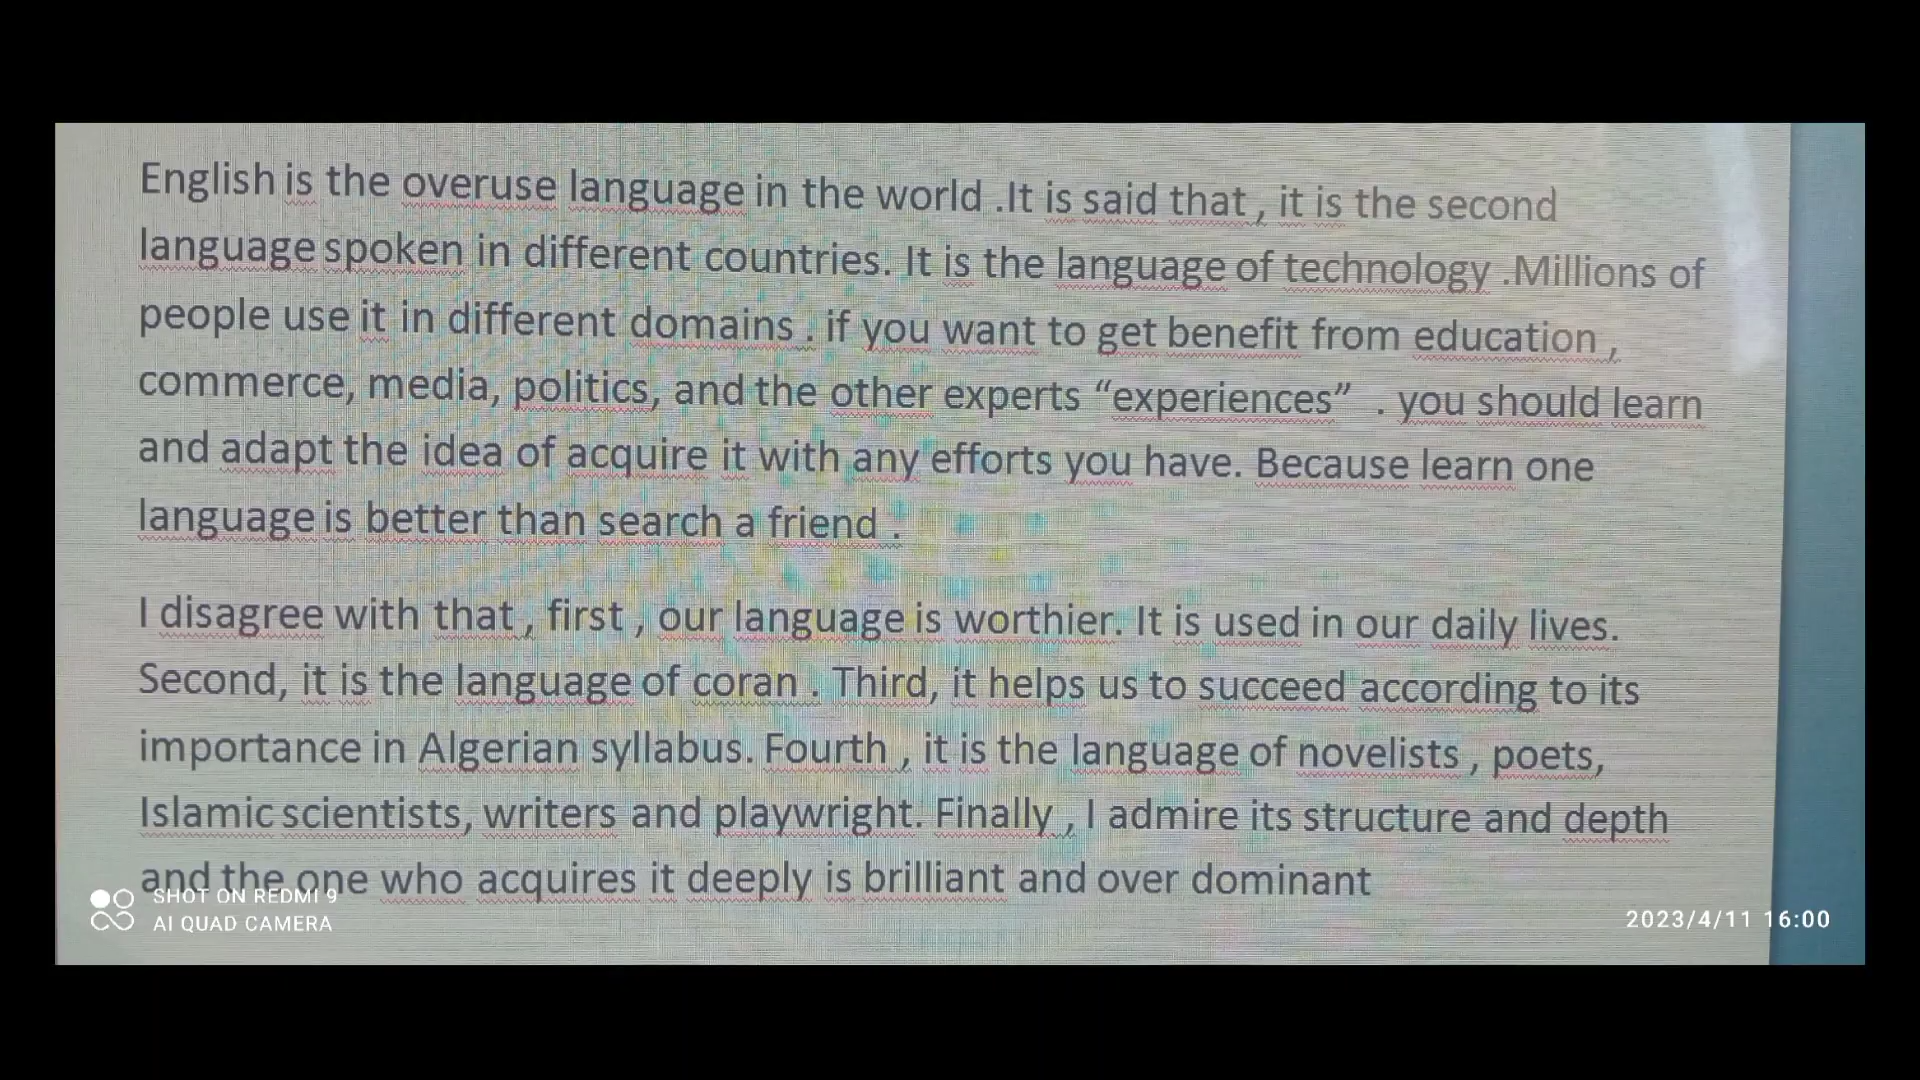 English is the overuse language in the world .It is said that , it is the second
language spoken in different countries. It is the language of technology .Millions of
people use it in different domains . if you want to get benefit from education ,
commerce, media, politics, and the other experts “experiences” . you should learn
and adapt the idea of acquire it with any efforts you have. Because learn one
language is better than search a friend .
I disagree with that , first , our language is worthier. It is used in our daily lives.
Second, it is the language of coran . Third, it helps us to succeed according to its
importance in Algerian syllabus. Fourth , it is the language of novelists , poets,
Islamic scientists, writers and playwright. Finally , I admire its structure and depth
and the one who acquires it deeply is brilliant and over dominant
SHOT ON REDMI 9
AI QUAD CAMERA
2023/4/11 16:00